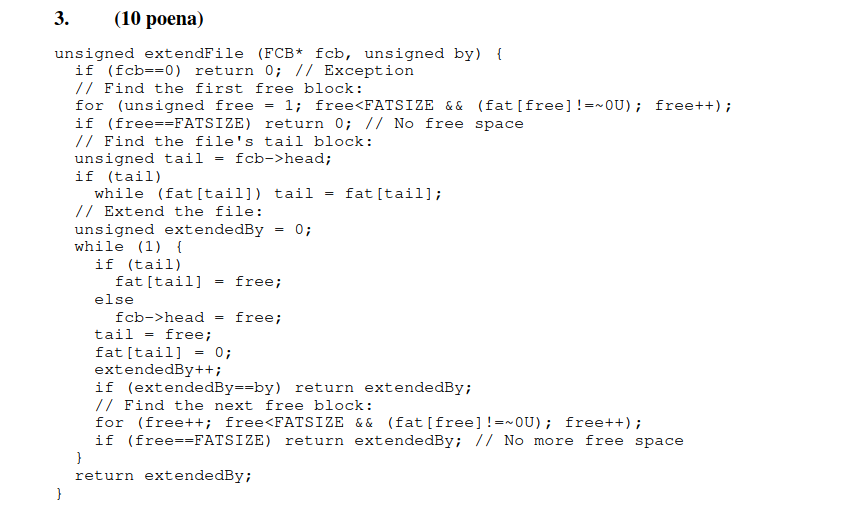 3. (10 poena)
unsigned extendFile (FCB* fcb, unsigned by) {
  if (fcb==0) return 0; // Exception
  // Find the first free block:
  for (unsigned free = 1; free<FATSIZE && (fat[free]!=~0U); free++);
  if (free==FATSIZE) return 0; // No free space
  // Find the file's tail block:
  unsigned tail = fcb->head;
  if (tail)
    while (fat[tail]) tail = fat[tail];
  // Extend the file:
  unsigned extendedBy = 0;
  while (1) {
    if (tail)
      fat[tail] = free;
    else
      fcb->head = free;
    tail = free;
    fat[tail] = 0;
    extendedBy++;
    if (extendedBy==by) return extendedBy;
    // Find the next free block:
    for (free++; free<FATSIZE && (fat[free]!=~0U); free++);
    if (free==FATSIZE) return extendedBy; // No more free space
  }
  return extendedBy;
}